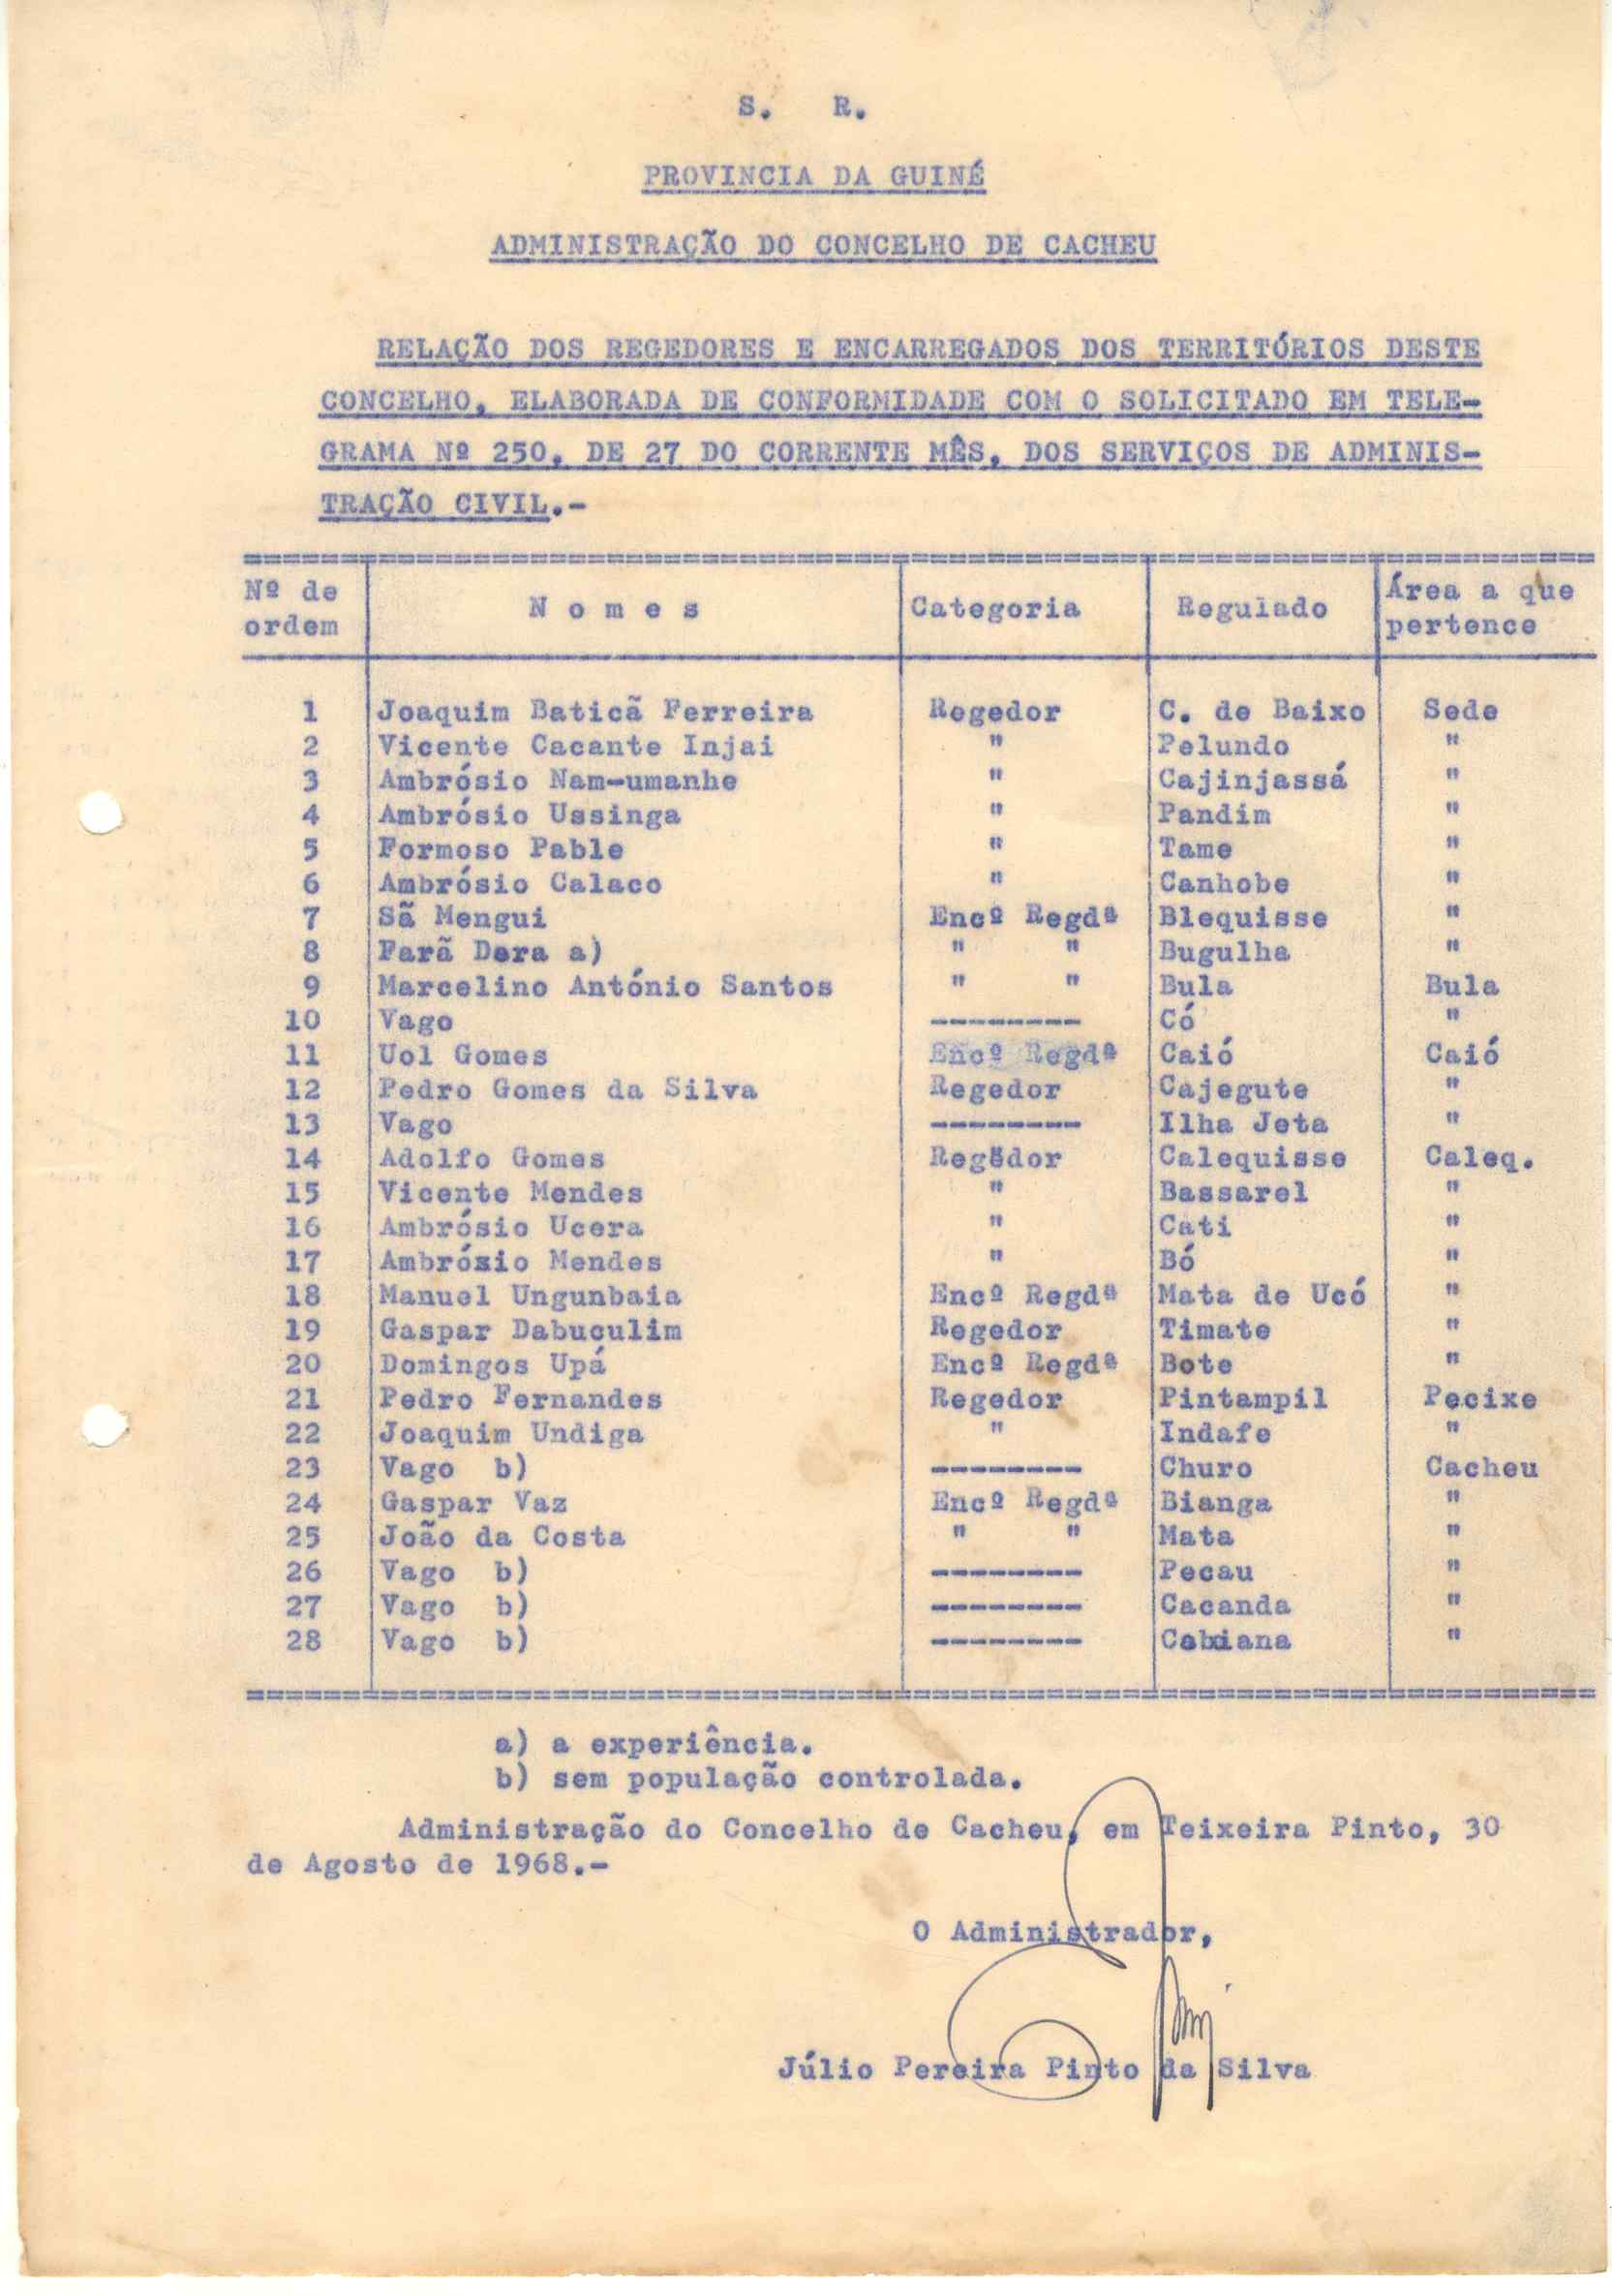 S. R.
PROVINCIA DA GUINÉ
ADMINISTRAÇÃO DO CONCELHO DE CACHEU
RELAÇÃO DOS REGEDORES E ENCARREGADOS DOS TERRITÓRIOS DESTE
CONCELHO, ELABORADA DE CONFORMIDADE COM O SOLICITADO EM TELE-
GRAMA Nº 250, DE 27 DO CORRENTE MÊS, DOS SERVIÇOS DE ADMINIS-
TRAÇÃO CIVIL.-
Nº de ordem | N o m e s | Categoria | Regulado | Área a que pertence
1 Joaquim Baticã Ferreira Regedor C. de Baixo Sede
2 Vicente Cacante Injai " Pelundo "
3 Ambrósio Nam-umanhe " Cajinjassá "
4 Ambrósio Ussinga " Pandim "
5 Formoso Pable " Tame "
6 Ambrósio Calaco " Canhobe "
7 Sã Mengui Encº Regdª Blequisse "
8 Farã Dera a) " " Bugulha "
9 Marcelino António Santos " " Bula Bula
10 Vago -------- Có "
11 Uol Gomes Encº Regdª Caió Caió
12 Pedro Gomes da Silva Regedor Cajegute "
13 Vago -------- Ilha Jeta "
14 Adolfo Gomes Regedor Calequisse Caleq.
15 Vicente Mendes " Bassarel "
16 Ambrósio Ucera " Cati "
17 Ambrósio Mendes " Bó "
18 Manuel Ungunbaia Encº Regdª Mata de Ucó "
19 Gaspar Dabuculim Regedor Timate "
20 Domingos Upá Encº Regdª Bote "
21 Pedro Fernandes Regedor Pintampil Pecixe
22 Joaquim Undiga " Indafe "
23 Vago b) -------- Churo Cacheu
24 Gaspar Vaz Encº Regdª Bianga "
25 João da Costa " " Mata "
26 Vago b) -------- Pecau "
27 Vago b) -------- Cacanda "
28 Vago b) -------- Cobiana "
a) a experiência.
b) sem população controlada.
Administração do Concelho de Cacheu, em Teixeira Pinto, 30
de Agosto de 1968.-
O Administrador,
Júlio Pereira Pinto da Silva